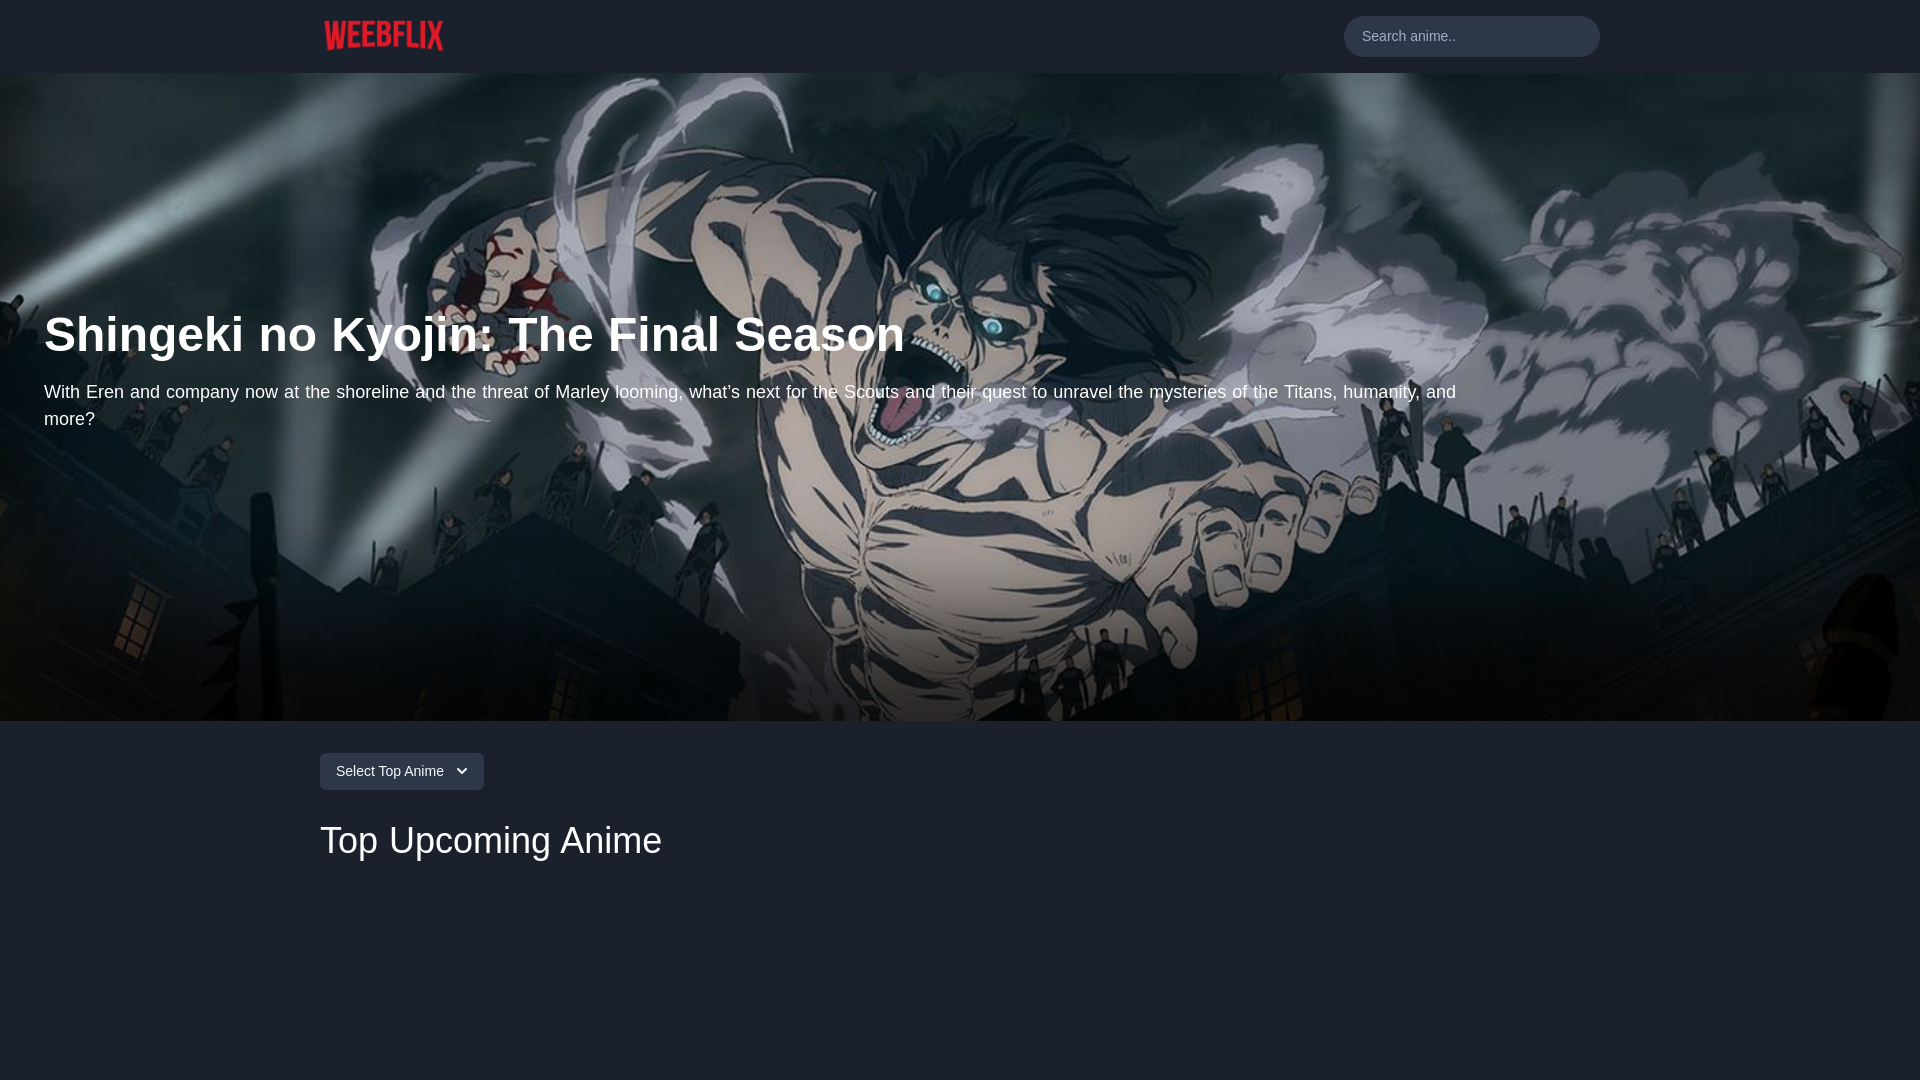 WEEBFLIX
Search anime..
Shingeki no Kyojin: The Final Season
With Eren and company now at the shoreline and the threat of Marley looming, what’s next for the Scouts and their quest to unravel the mysteries of the Titans, humanity, and
more?
Select Top Anime
Top Upcoming Anime